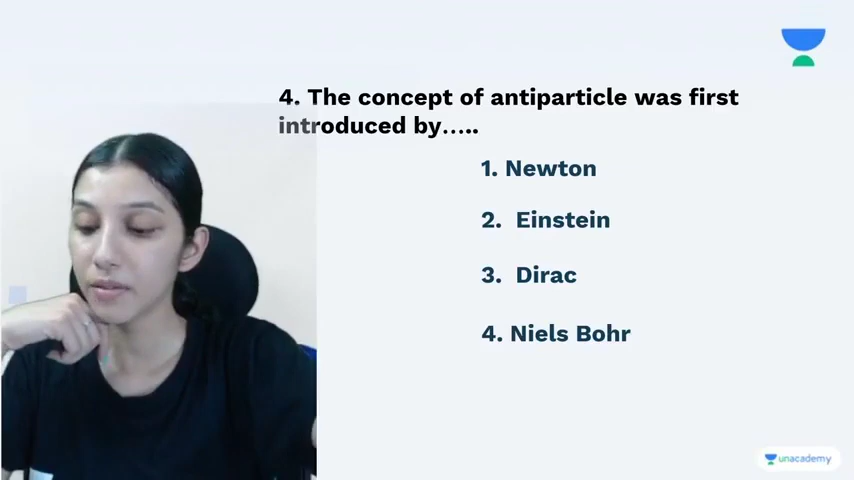 4. The concept of antiparticle was first
introduced by.....
1. Newton
2. Einstein
3. Dirac
4. Niels Bohr
unacademy